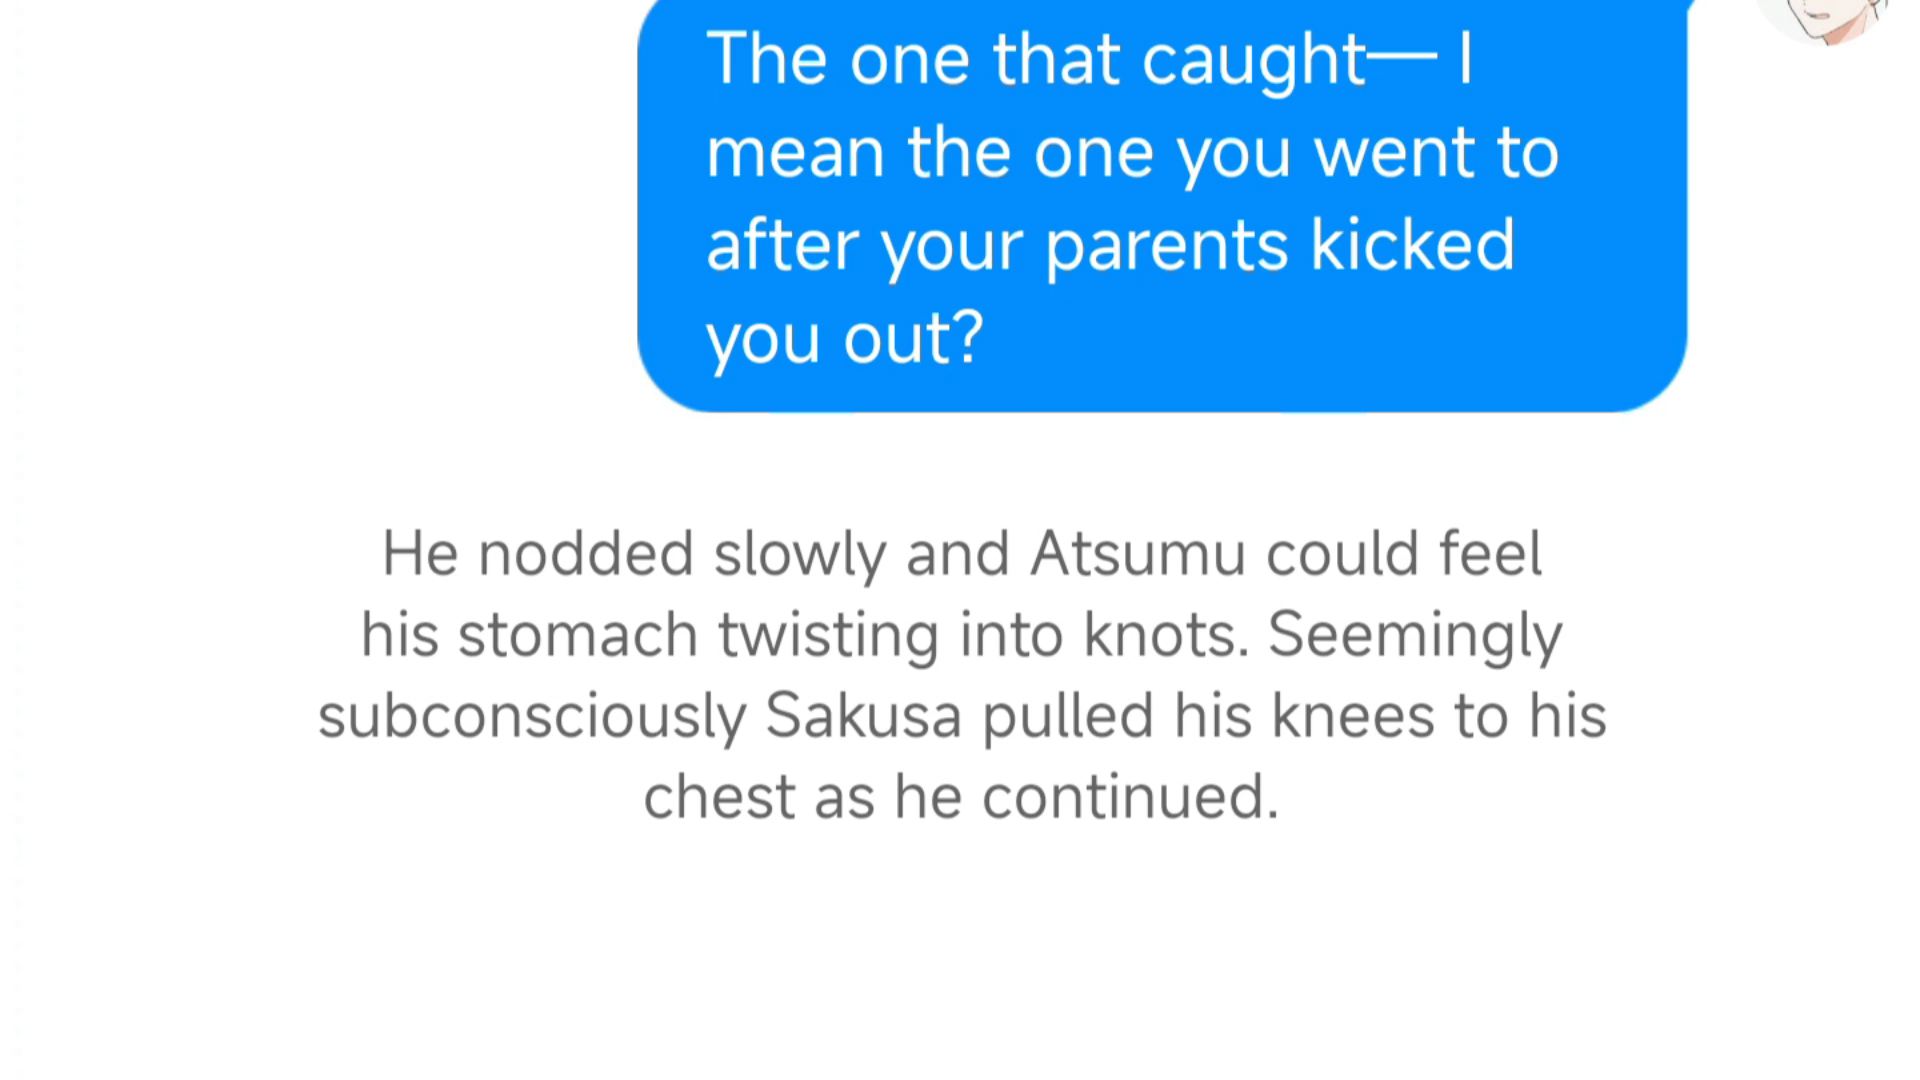 The one that caught— I
mean the one you went to
after your parents kicked
you out?
He nodded slowly and Atsumu could feel
his stomach twisting into knots. Seemingly
subconsciously Sakusa pulled his knees to his
chest as he continued.